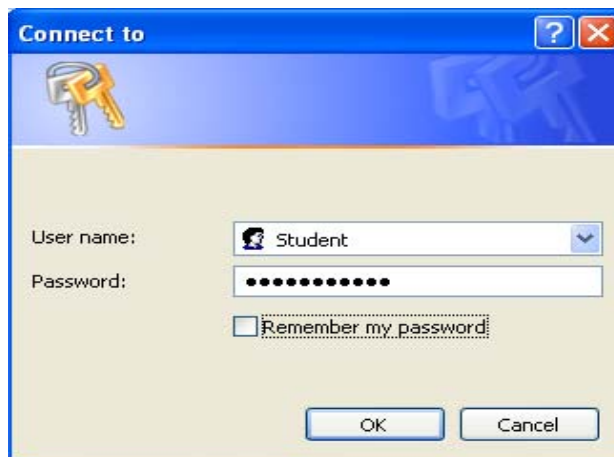 Connect to
User name:
Student
Password:
•••••••••••
Remember my password
OK
Cancel